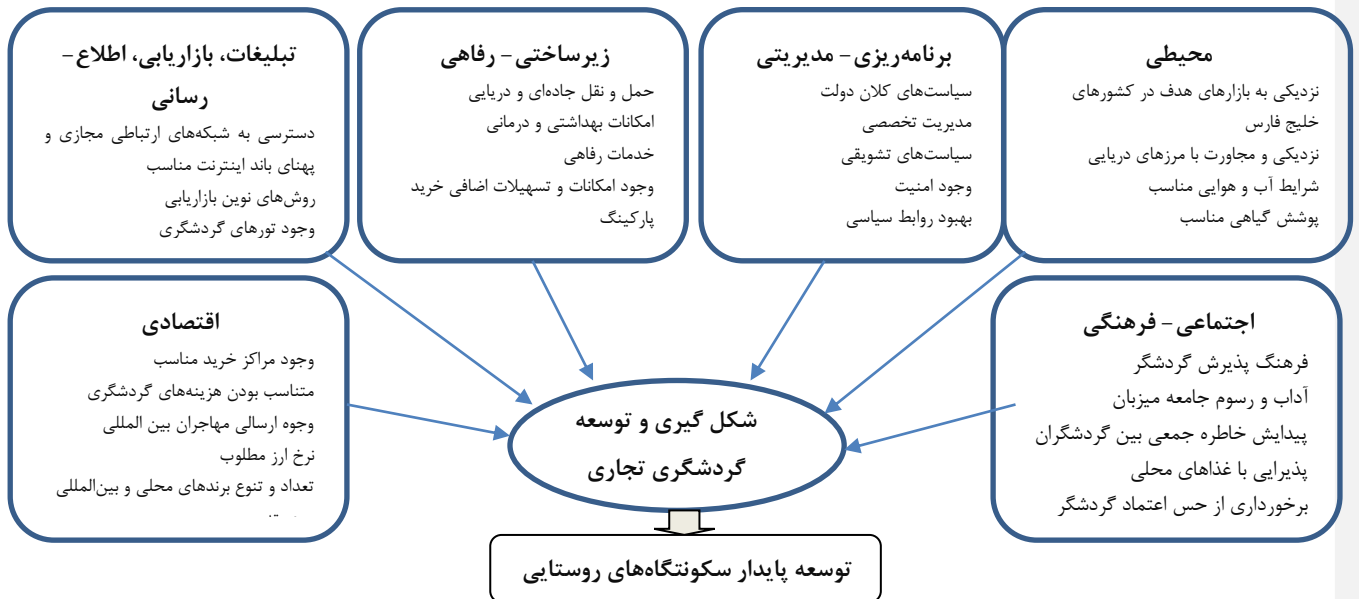 محیطی
نزدیکی به بازارهای هدف در کشورهای
خلیج فارس
نزدیکی و مجاورت با مرزهای دریایی
شرایط آب و هوایی مناسب
پوشش گیاهی مناسب
برنامه‌ریزی - مدیریتی
سیاست‌های کلان دولت
مدیریت تخصصی
سیاست‌های تشویقی
وجود امنیت
بهبود روابط سیاسی
زیرساختی - رفاهی
حمل و نقل جاده‌ای و دریایی
امکانات بهداشتی و درمانی
خدمات رفاهی
وجود امکانات و تسهیلات اضافی خرید
پارکینگ
تبلیغات، بازاریابی، اطلاع-
رسانی
دسترسی به شبکه‌های ارتباطی مجازی و
پهنای باند اینترنت مناسب
روش‌های نوین بازاریابی
وجود تورهای گردشگری
اجتماعی - فرهنگی
فرهنگ پذیرش گردشگر
آداب و رسوم جامعه میزبان
پیدایش خاطره جمعی بین گردشگران
پذیرایی با غذاهای محلی
برخورداری از حس اعتماد گردشگر
اقتصادی
وجود مراکز خرید مناسب
متناسب بودن هزینه‌های گردشگری
وجوه ارسالی مهاجران بین المللی
نرخ ارز مطلوب
تعداد و تنوع برندهای محلی و بین‌المللی
شکل گیری و توسعه
گردشگری تجاری
توسعه پایدار سکونتگاه‌های روستایی